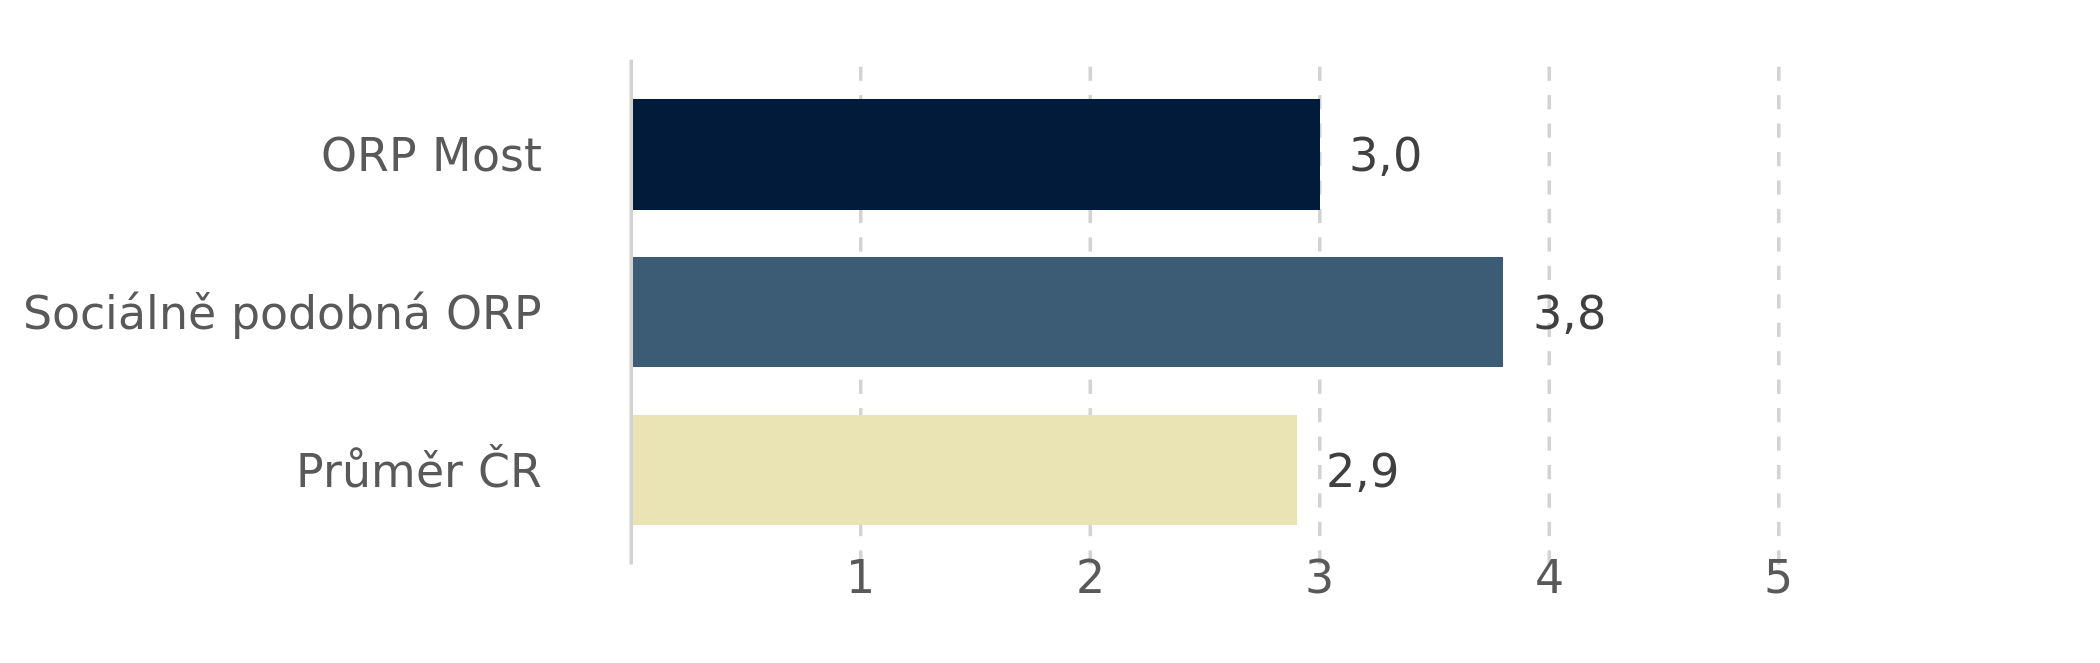 ORP Most
3,0
Sociálně podobná ORP
3,8
Průměr ČR
2,9
1 2 3 4 5